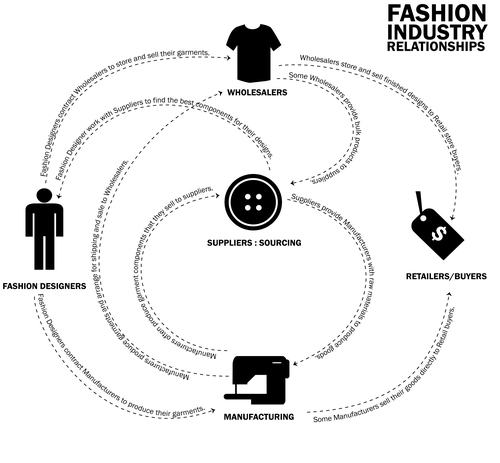 FASHION
INDUSTRY
RELATIONSHIPS
Fashion Designers contract Wholesalers to store and sell their garments.
Fashion Designer work with Suppliers to find the best components for their designs.
WHOLESALERS
Wholesalers store and sell finished designs to Retail store buyers.
Some Wholesalers provide bulk products to suppliers.
SUPPLIERS : SOURCING
Suppliers provide Manufacturers with raw materials to produce goods.
FASHION DESIGNERS
RETAILERS/BUYERS
Manufacturers often produce garment components that they sell to suppliers.
Manufacturers produce garments and arrange for shipping and sale to Wholesalers.
Fashion Designers contract Manufacturers to produce their garments.
MANUFACTURING
Some Manufacturers sell their goods directly to Retail buyers.
$